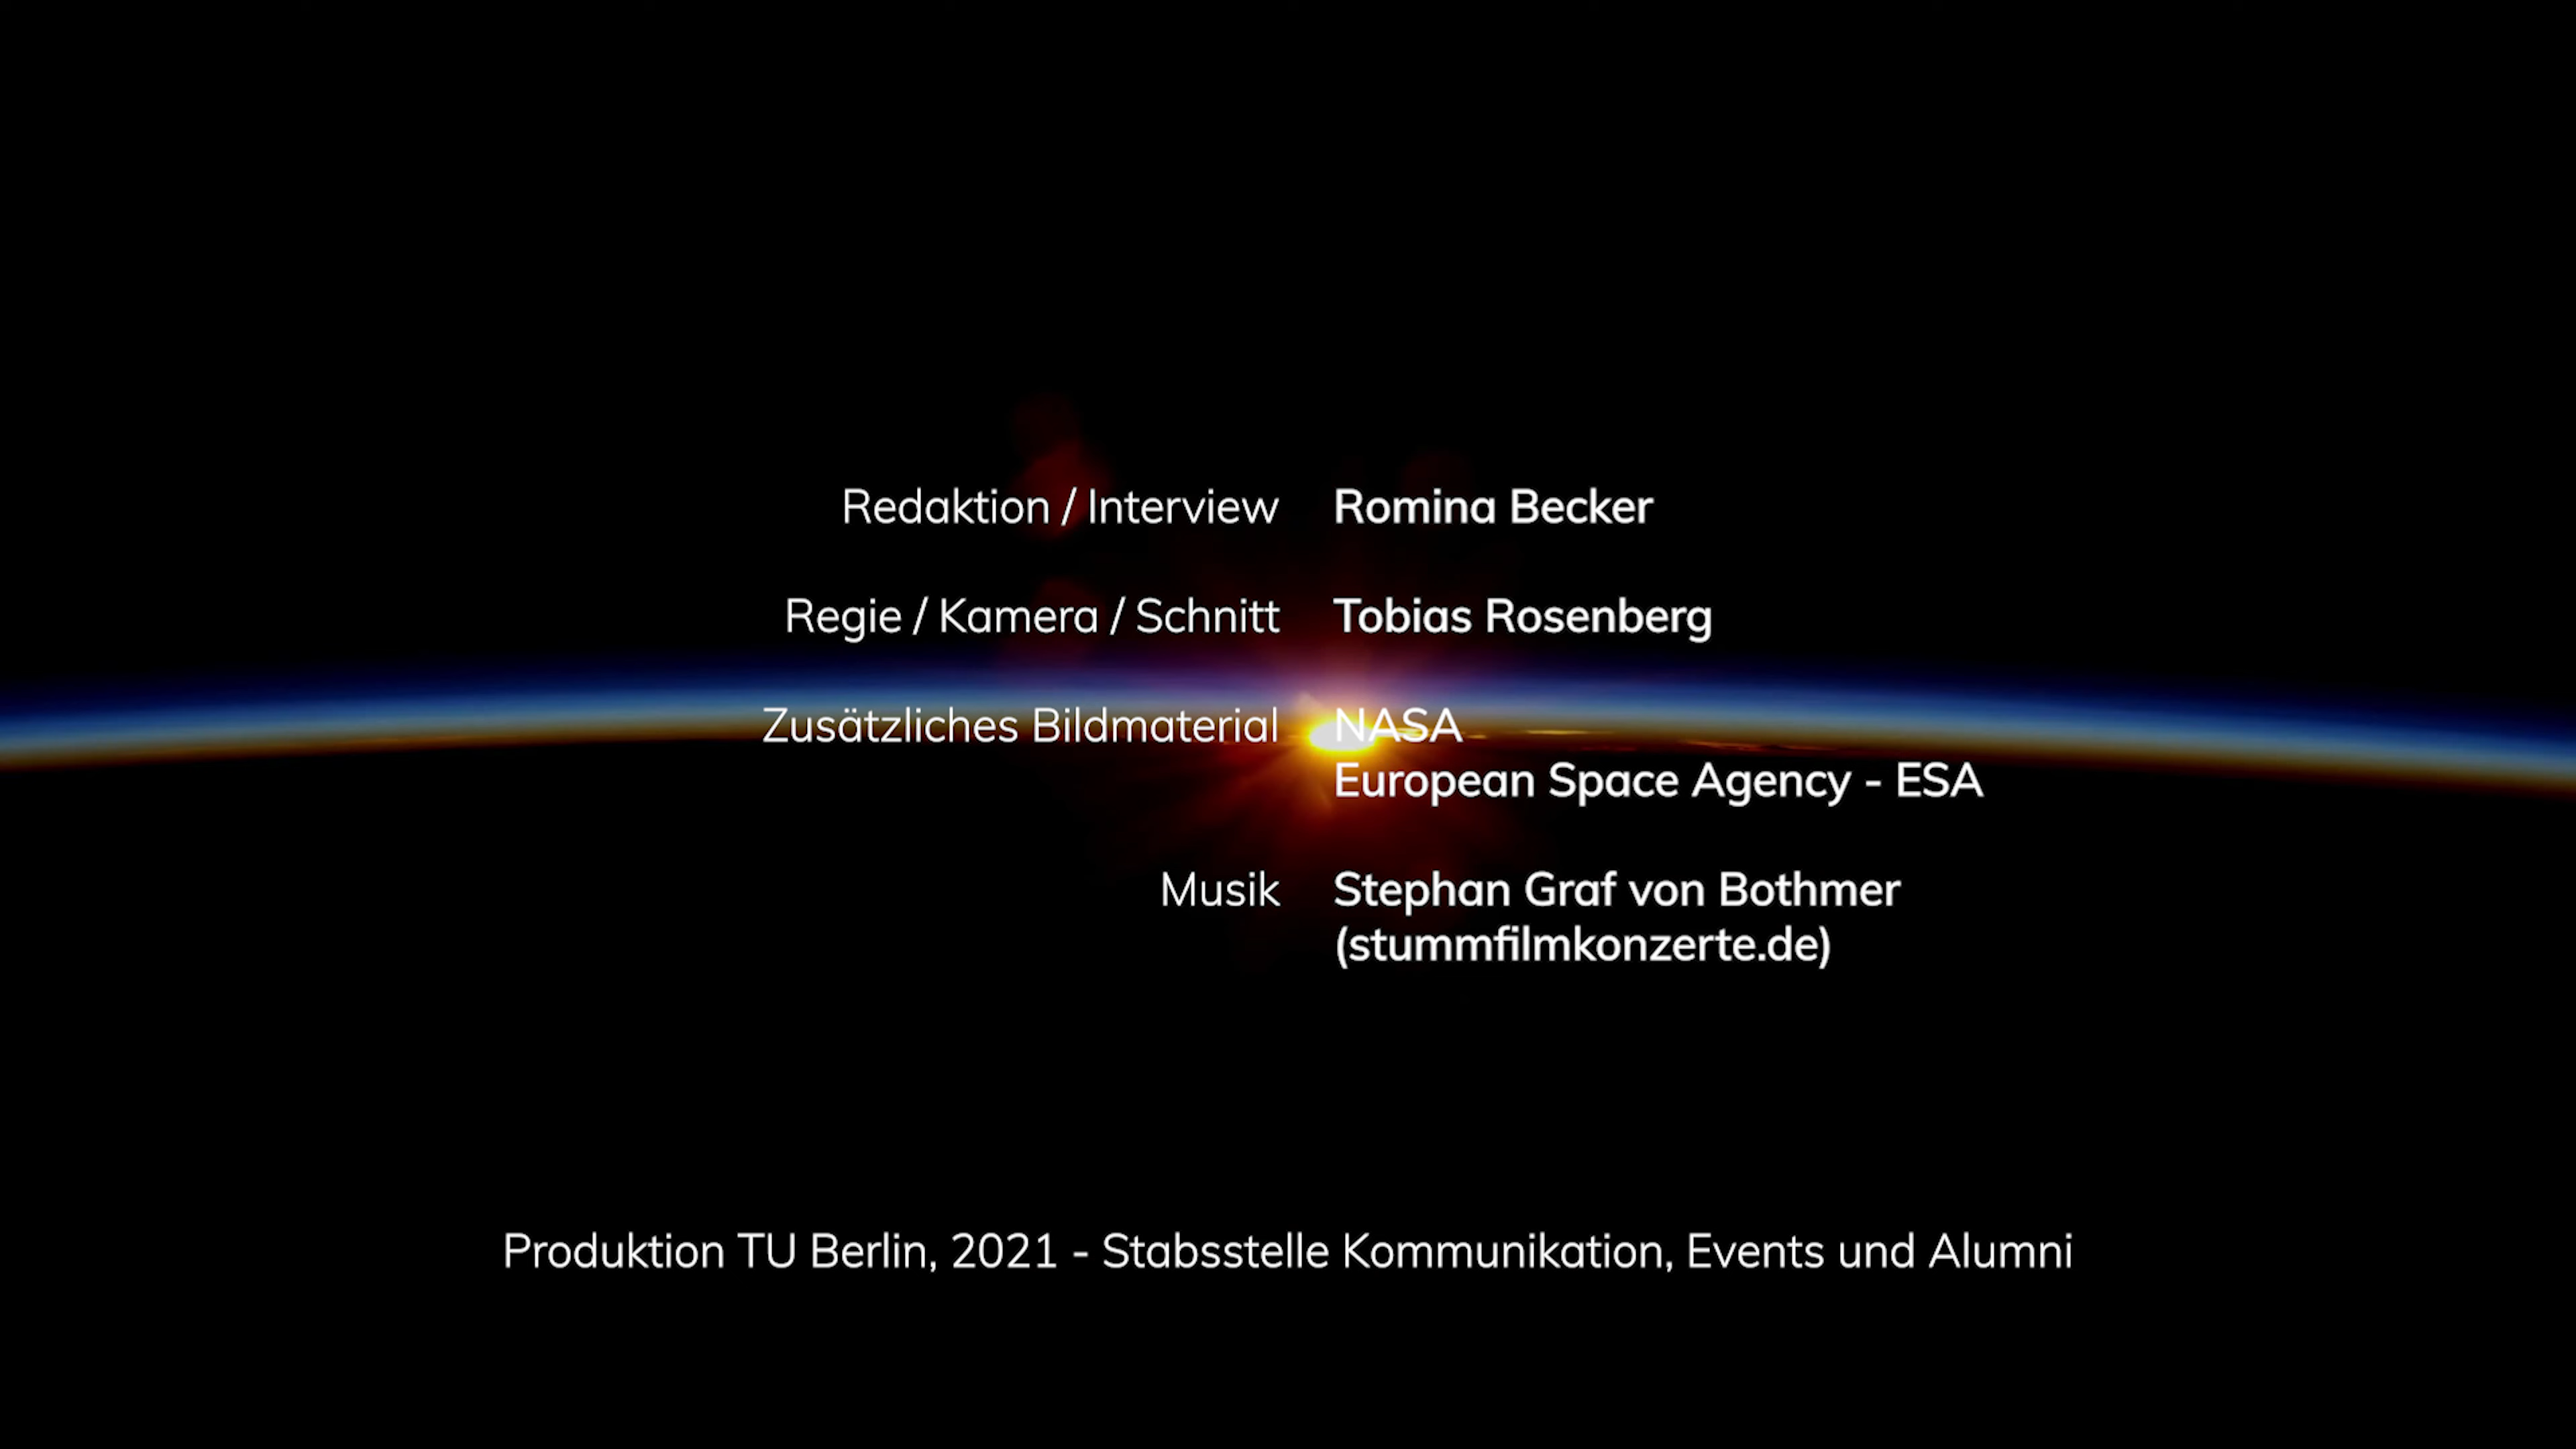 Redaktion / Interview Romina Becker
Regie / Kamera / Schnitt Tobias Rosenberg
Zusätzliches Bildmaterial NASA
European Space Agency - ESA
Musik Stephan Graf von Bothmer
(stummfilmkonzerte.de)
Produktion TU Berlin, 2021 - Stabsstelle Kommunikation, Events und Alumni